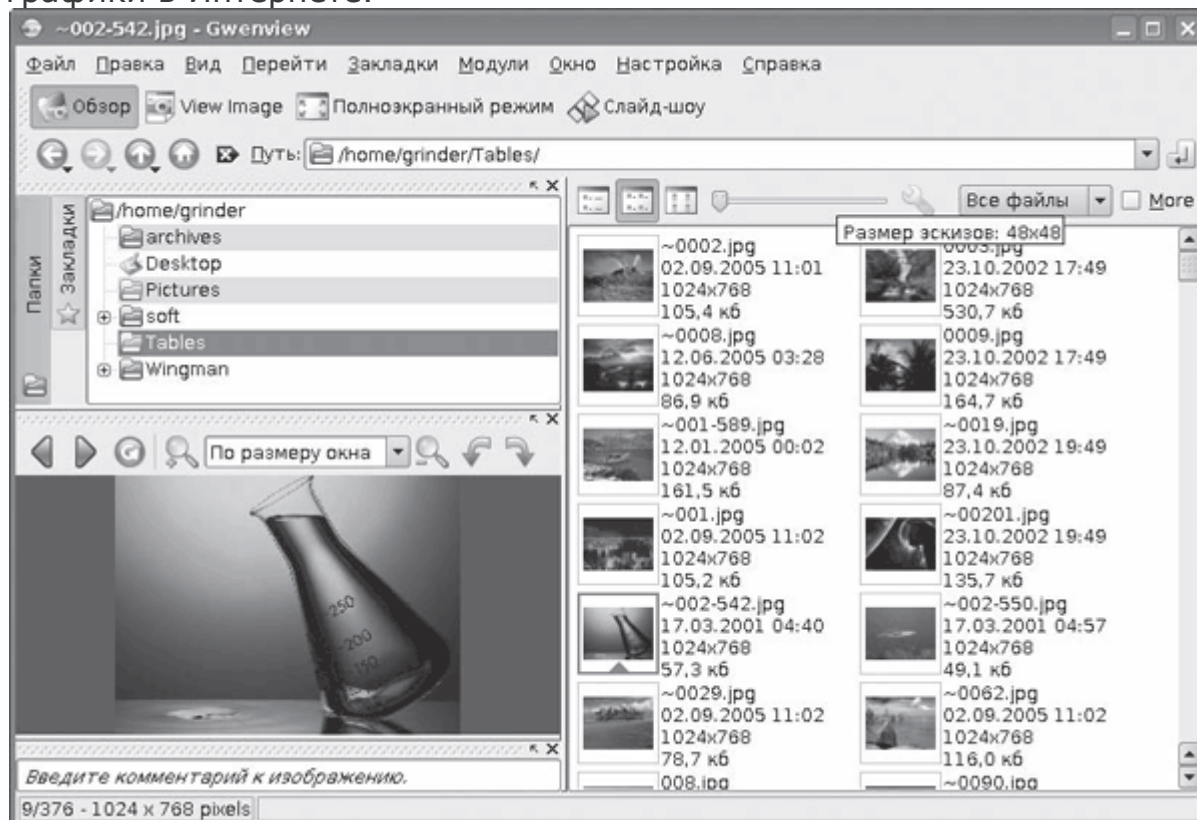 графики в Интернете.
~002-542.jpg - Gwenview
Файл Правка Вид Перейти Закладки Модули Окно Настройка Справка
Обзор View Image Полноэкранный режим Слайд-шоу
Путь: /home/grinder/Tables/
Папки
Закладки
/home/grinder
archives
Desktop
Pictures
soft
Tables
Wingman
По размеру окна
250
200
150
Введите комментарий к изображению.
9/376 - 1024 x 768 pixels
Все файлы More
Размер эскизов: 48x48
~0002.jpg
02.09.2005 11:01
1024x768
105,4 кб
0003.jpg
23.10.2002 17:49
1024x768
530,7 кб
~0008.jpg
12.06.2005 03:28
1024x768
86,9 кб
0009.jpg
23.10.2002 17:49
1024x768
164,7 кб
~001-589.jpg
12.01.2005 00:02
1024x768
161,5 кб
~0019.jpg
23.10.2002 19:49
1024x768
87,4 кб
~001.jpg
02.09.2005 11:02
1024x768
105,2 кб
~00201.jpg
23.10.2002 19:49
1024x768
135,7 кб
~002-542.jpg
17.03.2001 04:40
1024x768
57,3 кб
~002-550.jpg
17.03.2001 04:57
1024x768
49,1 кб
~0029.jpg
02.09.2005 11:02
1024x768
78,7 кб
~0062.jpg
02.09.2005 11:02
1024x768
116,0 кб
008.jpg
~0090.jpg